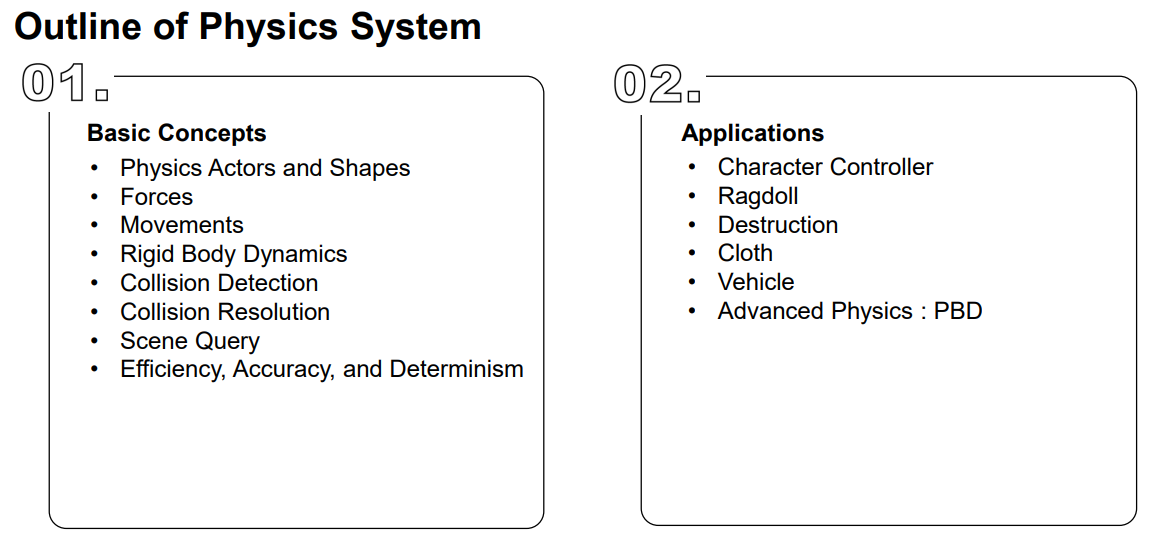 Outline of Physics System
01.
Basic Concepts
• Physics Actors and Shapes
• Forces
• Movements
• Rigid Body Dynamics
• Collision Detection
• Collision Resolution
• Scene Query
• Efficiency, Accuracy, and Determinism
02.
Applications
• Character Controller
• Ragdoll
• Destruction
• Cloth
• Vehicle
• Advanced Physics : PBD